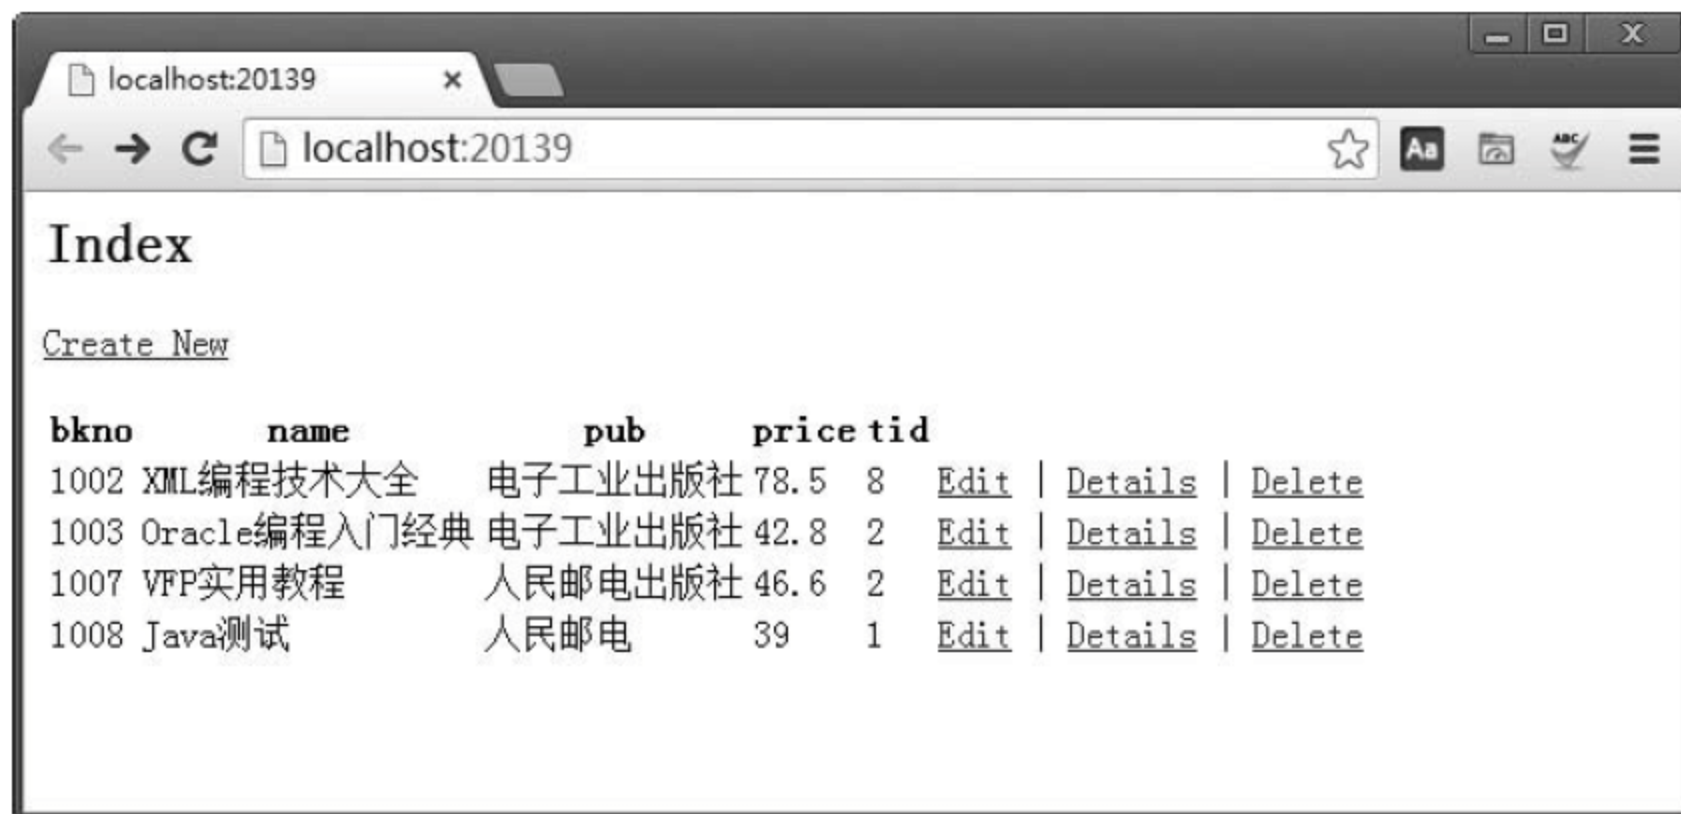 localhost:20139
localhost:20139
Aa
ABC
Index
Create New
bkno name pub price tid
1002 XML编程技术大全 电子工业出版社 78.5 8 Edit | Details | Delete
1003 Oracle编程入门经典 电子工业出版社 42.8 2 Edit | Details | Delete
1007 VFP实用教程 人民邮电出版社 46.6 2 Edit | Details | Delete
1008 Java测试 人民邮电 39 1 Edit | Details | Delete